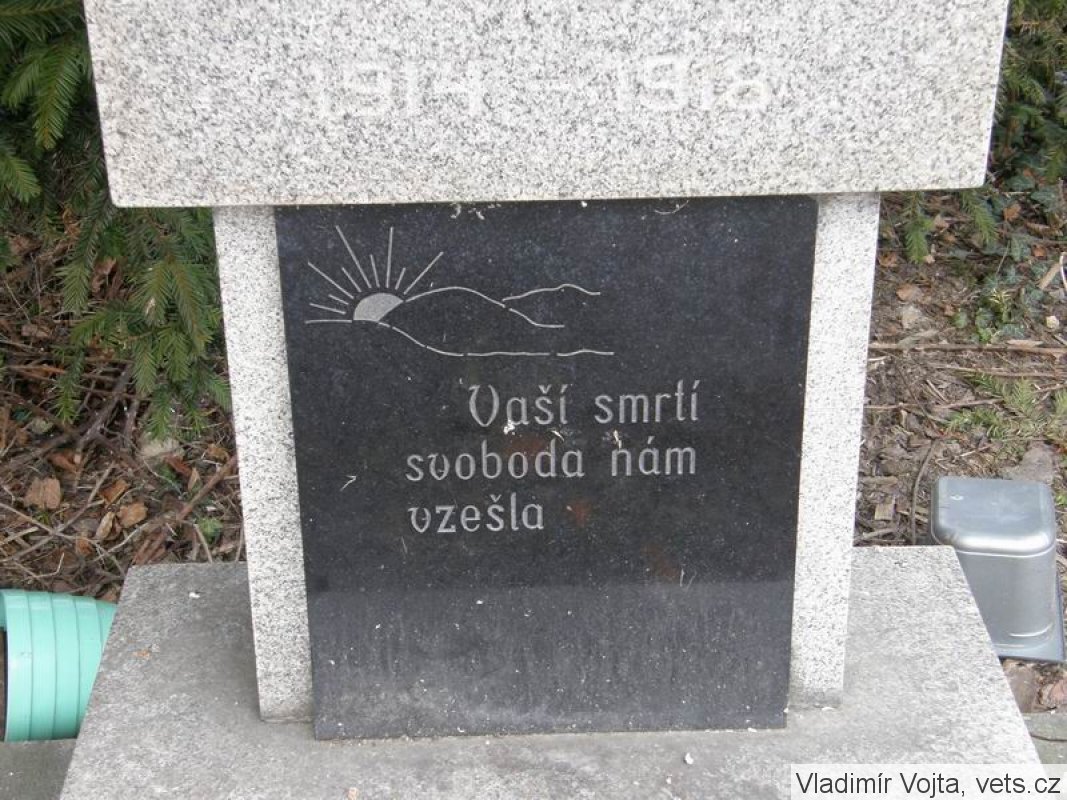 1914 - 1918
Vaší smrtí
svoboda nám
vzešla
Vladimír Vojta, vets.cz